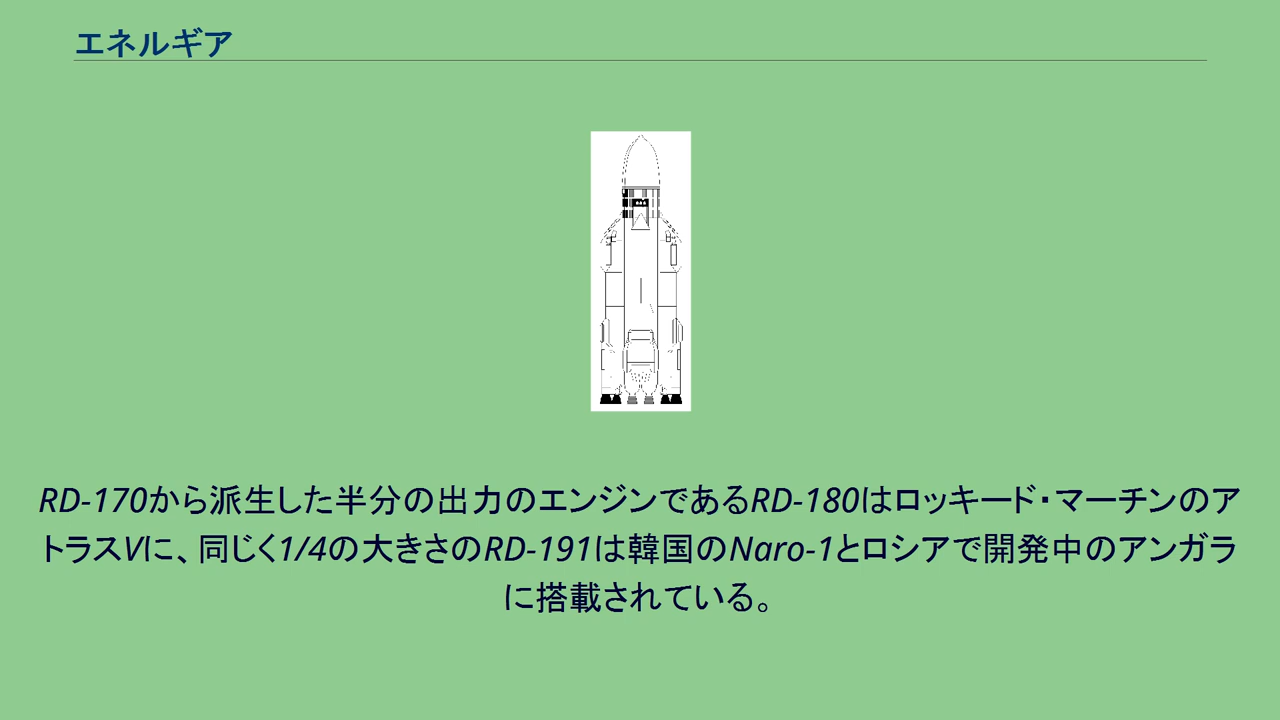 エネルギア
RD-170から派生した半分の出力のエンジンであるRD-180はロッキード・マーチンのア
トラスVに、同じく1/4の大きさのRD-191は韓国のNaro-1とロシアで開発中のアンガラ
に搭載されている。